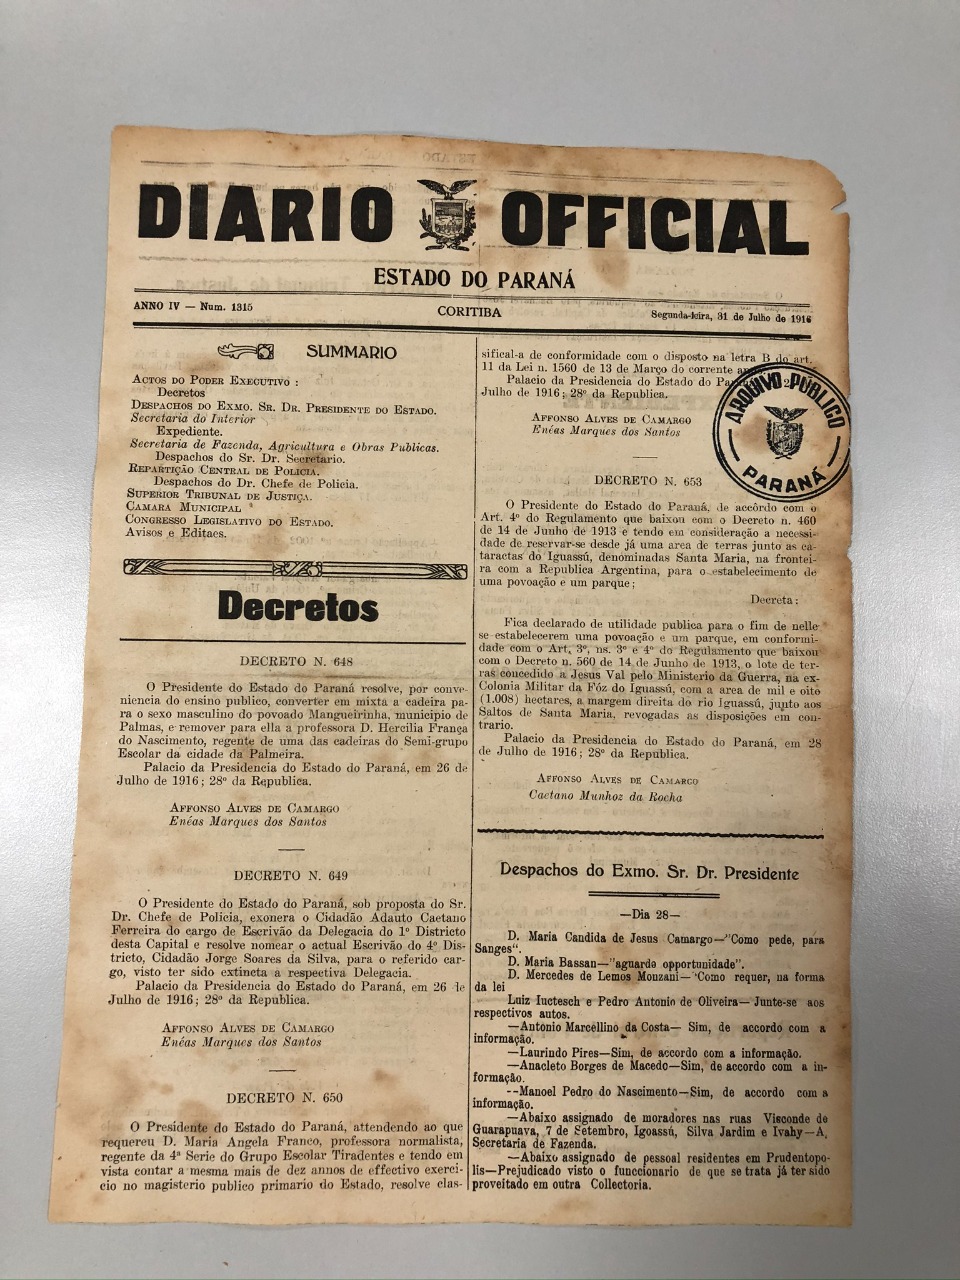 DIARIO OFFICIAL
ESTADO DO PARANÁ
ANNO IV — Num. 1315
CORITIBA
Segunda-feira, 31 de Julho de 1916
SUMMARIO
ACTOS DO PODER EXECUTIVO :
Decretos
DESPACHOS DO EXMO. SR. DR. PRESIDENTE DO ESTADO.
Secretaria do Interior
Expediente.
Secretaria de Fazenda, Agricultura e Obras Publicas.
Despachos do Sr. Dr. Secretario.
REPARTIÇÃO CENTRAL DE POLICIA.
Despachos do Dr. Chefe de Policia.
SUPERIOR TRIBUNAL DE JUSTIÇA.
CAMARA MUNICIPAL
CONGRESSO LEGISLATIVO DO ESTADO.
Avisos e Editaes.
Decretos
DECRETO N. 648
O Presidente do Estado do Paraná resolve, por conve-
niencia do ensino publico, converter em mixta a cadeira pa-
ra o sexo masculino do povoado Mangueirinha, municipio de
Palmas, e remover para ella a professora D. Hercilia França
do Nascimento, regente de uma das cadeiras do Semi-grupo
Escolar da cidade da Palmeira.
Palacio da Presidencia do Estado do Paraná, em 26 de
Julho de 1916 ; 28º da Republica.
AFFONSO ALVES DE CAMARGO
Enéas Marques dos Santos
DECRETO N. 649
O Presidente do Estado do Paraná, sob proposta do Sr.
Dr. Chefe de Policia, exonera o Cidadão Adauto Caetano
Ferreira do cargo de Escrivão da Delegacia do 1º Districto
desta Capital e resolve nomear o actual Escrivão do 4º Dis-
tricto, Cidadão Jorge Soares da Silva, para o referido car-
go, visto ter sido extincta a respectiva Delegacia.
Palacio da Presidencia do Estado do Paraná, em 26 de
Julho de 1916 ; 28º da Republica.
AFFONSO ALVES DE CAMARGO
Enéas Marques dos Santos
DECRETO N. 650
O Presidente do Estado do Paraná, attendendo ao que
requereu D. Maria Angela Franco, professora normalista,
regente da 4ª Serie do Grupo Escolar Tiradentes e tendo em
vista contar a mesma mais de dez annos de effectivo exerci-
cio no magisterio publico primario do Estado, resolve clas-
sifical-a de conformidade com o disposto na letra B do art.
11 da Lei n. 1560 de 13 de Março do corrente
Palacio da Presidencia do Estado do
Julho de 1916 ; 28º da Republica.
AFFONSO ALVES DE CAMARGO
Enéas Marques dos Santos
ARQUIVO PÚBLICO
PARANÁ
DECRETO N. 653
O Presidente do Estado do Paraná, de accôrdo com o
Art. 4º do Regulamento que baixou com o Decreto n. 460
de 14 de Junho de 1913 e tendo em consideração a necessi-
dade de reservar-se desde já uma area de terras junto as ca-
taractas do Iguassú, denominadas Santa Maria, na frontei-
ra com a Republica Argentina, para o estabelecimento de
uma povoação e um parque ;
Decreta :
Fica declarado de utilidade publica para o fim de nelle
se estabelecerem uma povoação e um parque, em conformi-
dade com o Art. 3º, ns. 3º e 4º do Regulamento que baixou
com o Decreto n. 560 de 14 de Junho de 1913, o lote de ter-
ras concedido a Jesus Val pelo Ministerio da Guerra, na ex-
Colonia Militar da Fóz do Iguassú, com a area de mil e oito
(1.008) hectares, a margem direita do rio Iguassú, junto aos
Saltos de Santa Maria, revogadas as disposições em con-
trario.
Palacio da Presidencia do Estado do Paraná, em 28
de Julho de 1916 ; 28º da Republica.
AFFONSO ALVES DE CAMARGO
Caetano Munhoz da Rocha
Despachos do Exmo. Sr. Dr. Presidente
—Dia 28—
D. Maria Candida de Jesus Camargo—"Como pede, para
Sanges".
D. Maria Bassan—"aguarde opportunidade".
D. Mercedes de Lemos Monzani—'Como requer, na forma
da lei
Luiz Iuctesch e Pedro Antonio de Oliveira— Junte-se aos
respectivos autos.
—Antonio Marcellino da Costa— Sim, de accordo com a
informação.
—Laurindo Pires—Sim, de accordo com a informação.
—Anacleto Borges de Macedo—Sim, de accordo com a in-
formação.
--Manoel Pedro do Nascimento—Sim, de accordo com a
informação.
—Abaixo assignado de moradores nas ruas Visconde de
Guarapuava, 7 de Setembro, Igoassú, Silva Jardim e Ivahy—A
Secretaria de Fazenda.
—Abaixo assignado de pessoal residentes em Prudentopo-
lis—Prejudicado visto o funccionario de que se trata já ter sido
proveitado em outra Collectoria.